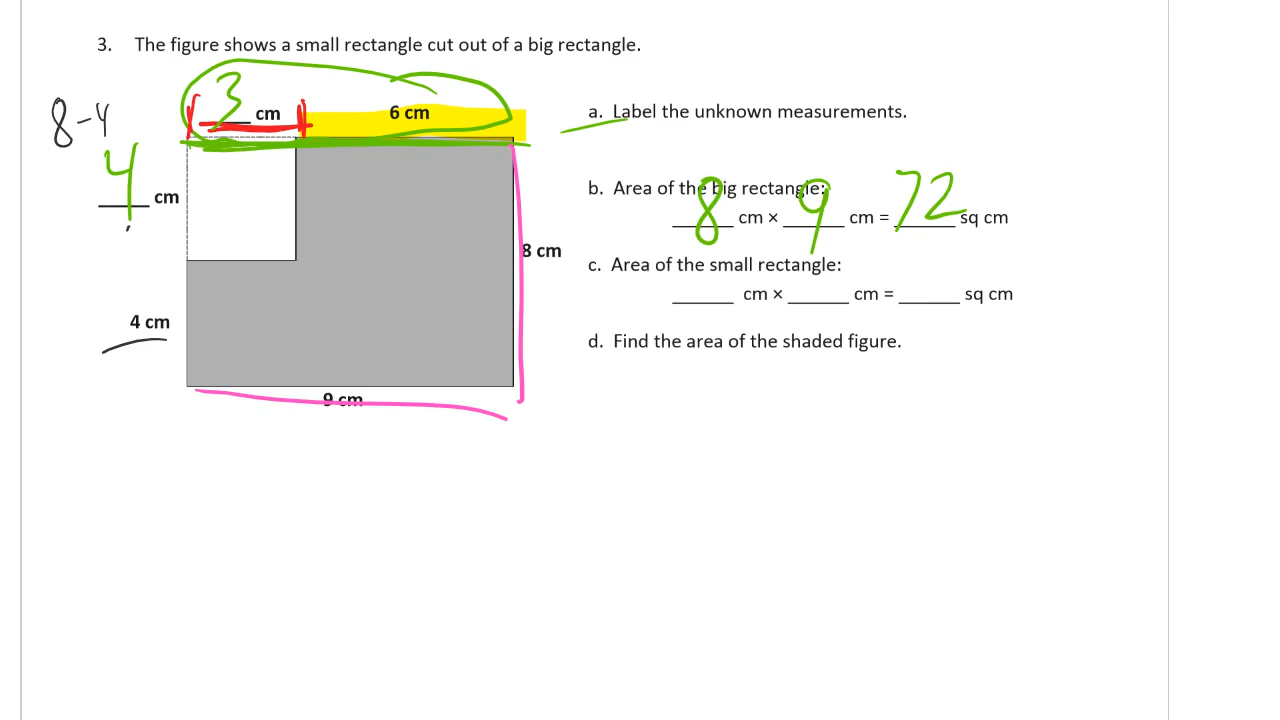 3. The figure shows a small rectangle cut out of a big rectangle.
8-4
3 cm
6 cm
4 cm
8 cm
4 cm
9 cm
a. Label the unknown measurements.
b. Area of the big rectangle:
8 cm × 9 cm = 72 sq cm
c. Area of the small rectangle:
______ cm × ______ cm = ______ sq cm
d. Find the area of the shaded figure.